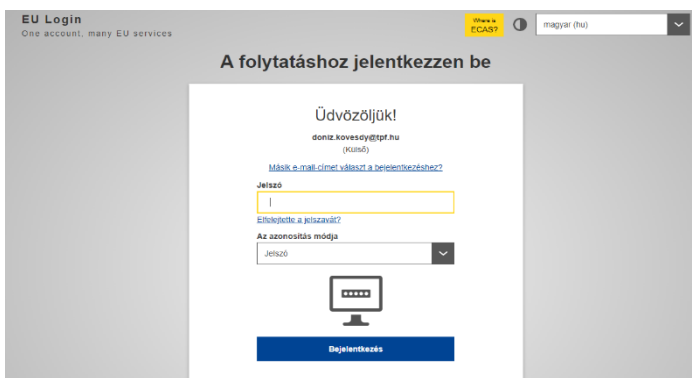 EU Login
One account, many EU services
Where is
ECAS?
magyar (hu)
A folytatáshoz jelentkezzen be
Üdvözöljük!
doniz.kovesdy@tpf.hu
(Külső)
Másik e-mail-címet választ a bejelentkezéshez?
Jelszó
Elfelejtette a jelszavát?
Az azonosítás módja
Jelszó
Bejelentkezés